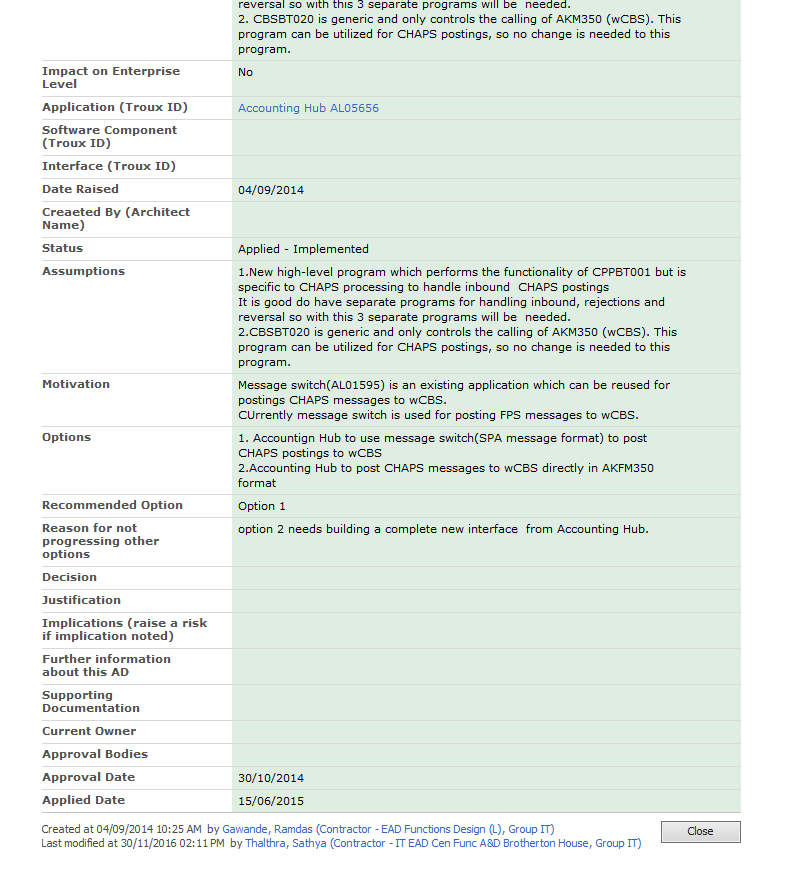 reversal so with this 3 separate programs will be  needed.
2. CBSBT020 is generic and only controls the calling of AKM350 (wCBS). This
program can be utilized for CHAPS postings, so no change is needed to this
program.
Impact on Enterprise
Level
No
Application (Troux ID)
Accounting Hub AL05656
Software Component
(Troux ID)
Interface (Troux ID)
Date Raised
04/09/2014
Creaeted By (Architect
Name)
Status
Applied - Implemented
Assumptions
1.New high-level program which performs the functionality of CPPBT001 but is
specific to CHAPS processing to handle inbound  CHAPS postings
It is good do have separate programs for handling inbound, rejections and
reversal so with this 3 separate programs will be  needed.
2.CBSBT020 is generic and only controls the calling of AKM350 (wCBS). This
program can be utilized for CHAPS postings, so no change is needed to this
program.
Motivation
Message switch(AL01595) is an existing application which can be reused for
postings CHAPS messages to wCBS.
CUrrently message switch is used for posting FPS messages to wCBS.
Options
1. Accountign Hub to use message switch(SPA message format) to post
CHAPS postings to wCBS
2.Accounting Hub to post CHAPS messages to wCBS directly in AKFM350
format
Recommended Option
Option 1
Reason for not
progressing other
options
option 2 needs building a complete new interface  from Accounting Hub.
Decision
Justification
Implications (raise a risk
if implication noted)
Further information
about this AD
Supporting
Documentation
Current Owner
Approval Bodies
Approval Date
30/10/2014
Applied Date
15/06/2015
Created at 04/09/2014 10:25 AM  by Gawande, Ramdas (Contractor - EAD Functions Design (L), Group IT)
Last modified at 30/11/2016 02:11 PM  by Thalthra, Sathya (Contractor - IT EAD Cen Func A&D Brotherton House, Group IT)
Close